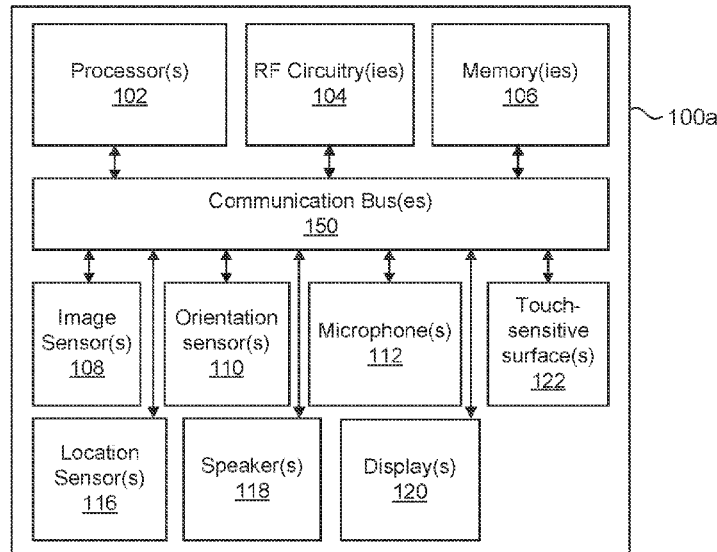 Processor(s)
102
RF Circuitry(ies)
104
Memory(ies)
106
100a
Communication Bus(es)
150
Image
Sensor(s)
108
Orientation
sensor(s)
110
Microphone(s)
112
Touch-
sensitive
surface(s)
122
Location
Sensor(s)
116
Speaker(s)
118
Display(s)
120